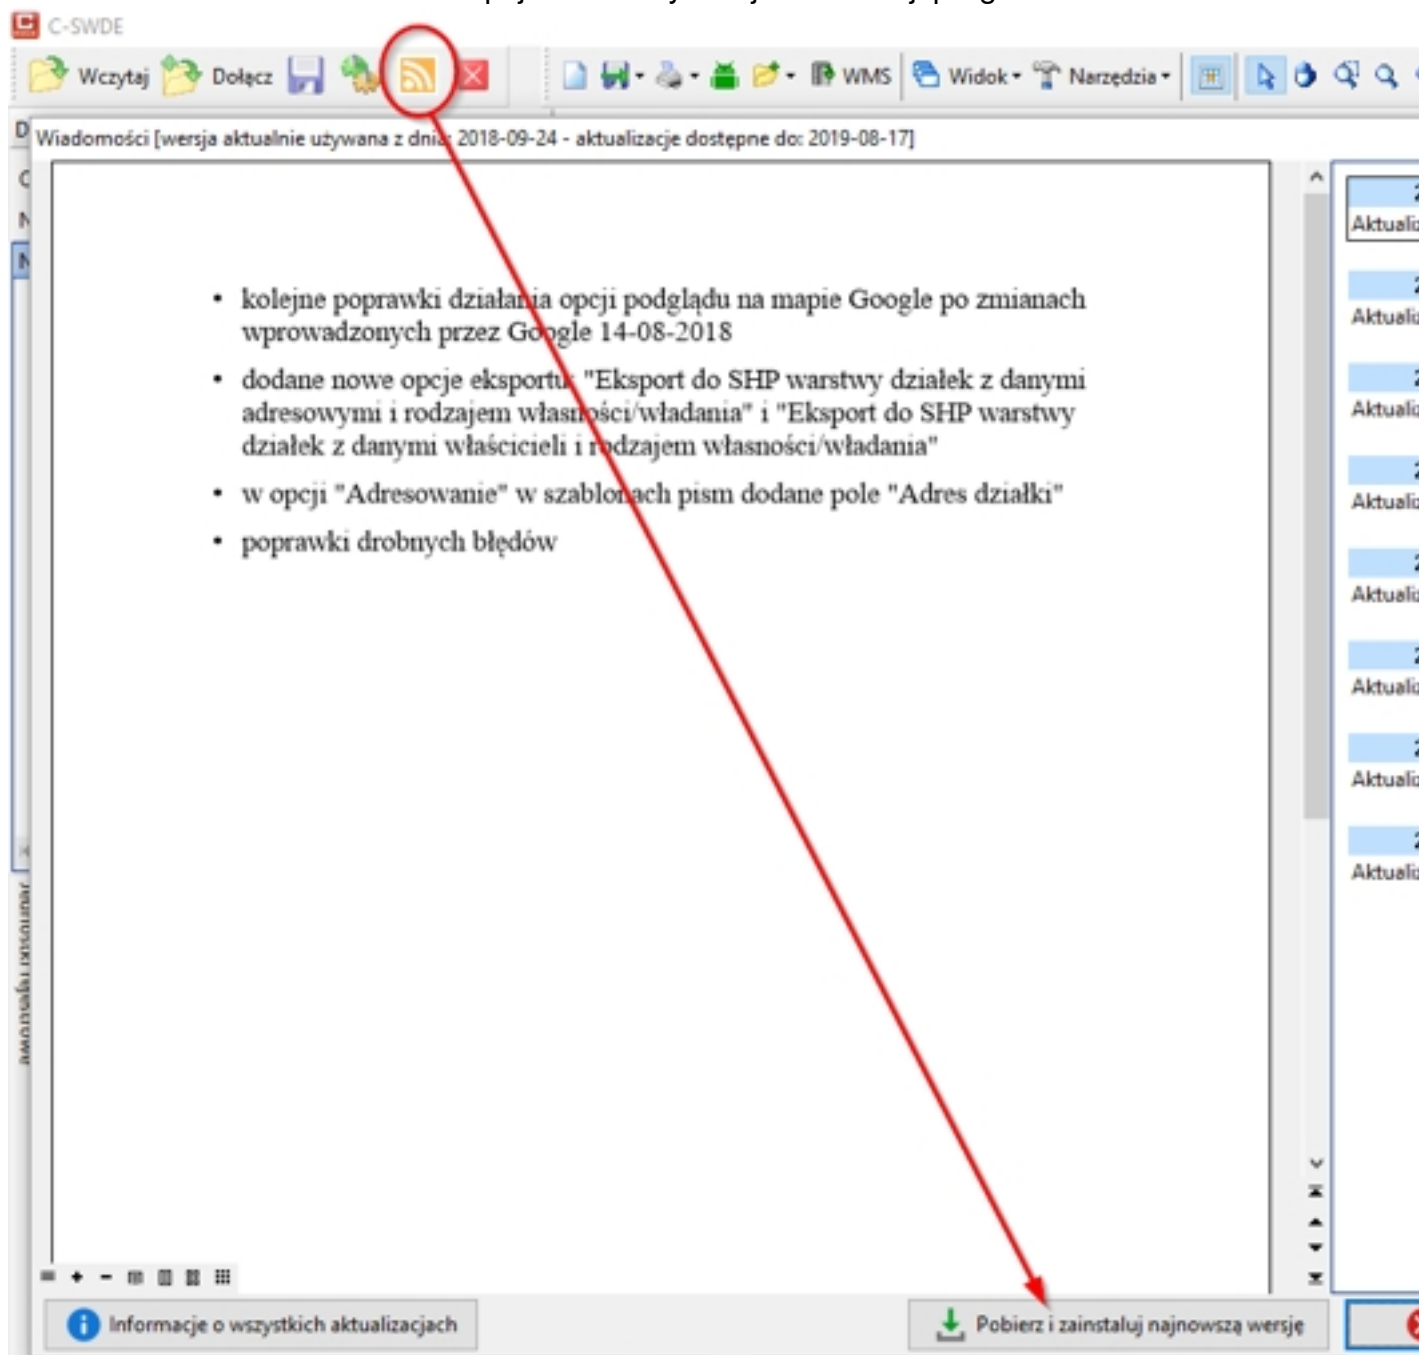 C-SWDE
Wczytaj Dołącz WMS Widok Narzędzia
Wiadomości [wersja aktualnie używana z dnia: 2018-09-24 - aktualizacje dostępne do: 2019-08-17]
• kolejne poprawki działania opcji podglądu na mapie Google po zmianach
wprowadzonych przez Google 14-08-2018
• dodane nowe opcje eksportu: "Eksport do SHP warstwy działek z danymi
adresowymi i rodzajem własności/władania" i "Eksport do SHP warstwy
działek z danymi właścicieli i rodzajem własności/władania"
• w opcji "Adresowanie" w szablonach pism dodane pole "Adres działki"
• poprawki drobnych błędów
Informacje o wszystkich aktualizacjach
Pobierz i zainstaluj najnowszą wersję